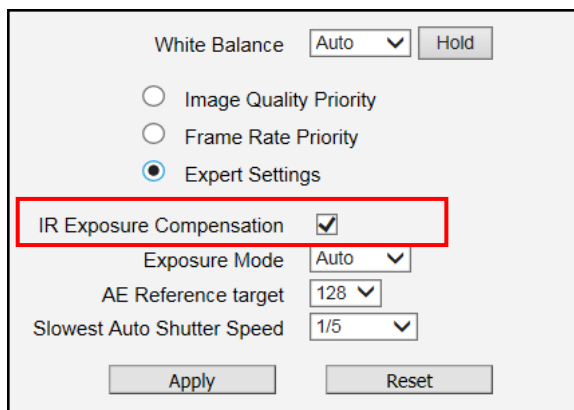 White Balance Auto Hold
Image Quality Priority
Frame Rate Priority
Expert Settings
IR Exposure Compensation
Exposure Mode Auto
AE Reference target 128
Slowest Auto Shutter Speed 1/5
Apply Reset